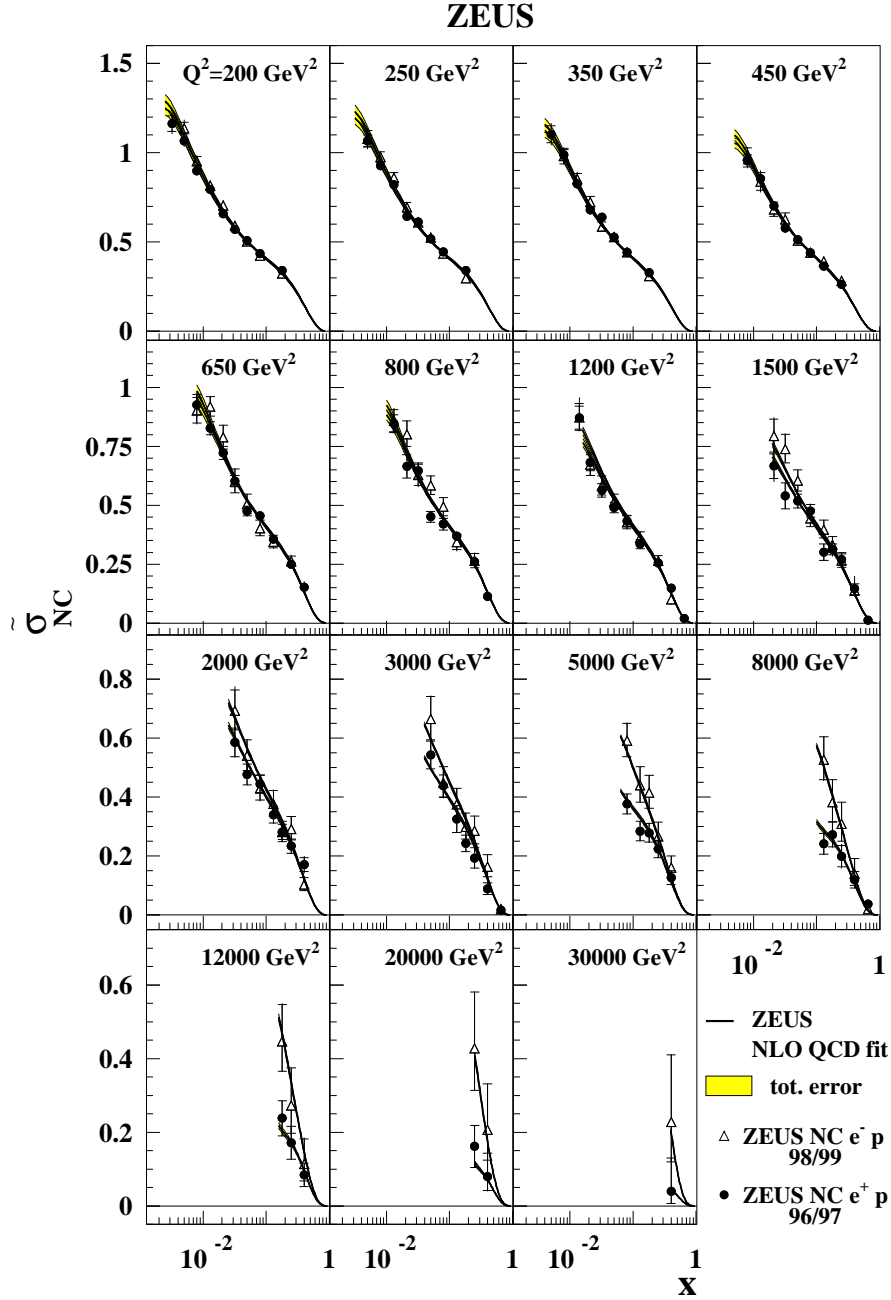 ZEUS
Q²=200 GeV² 250 GeV² 350 GeV² 450 GeV²
1.5
1
0.5
0
650 GeV² 800 GeV² 1200 GeV² 1500 GeV²
1
0.75
0.5
0.25
0
σ̃ NC
2000 GeV² 3000 GeV² 5000 GeV² 8000 GeV²
0.8
0.6
0.4
0.2
0
12000 GeV² 20000 GeV² 30000 GeV²
10⁻² 1
0.6
0.4
0.2
0
ZEUS
NLO QCD fit
tot. error
ZEUS NC e⁻ p
98/99
ZEUS NC e⁺ p
96/97
10⁻² 1 10⁻² 1 10⁻² 1
x